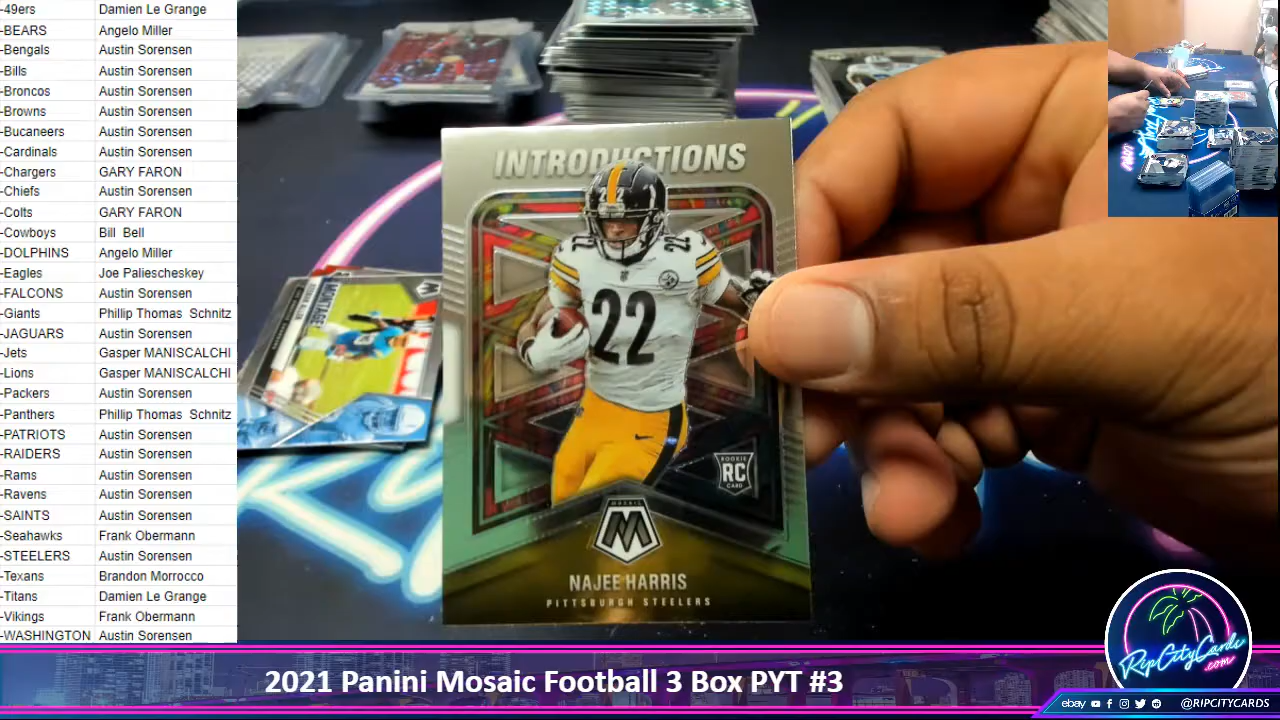 -49ers Damien Le Grange
-BEARS Angelo Miller
-Bengals Austin Sorensen
-Bills Austin Sorensen
-Broncos Austin Sorensen
-Browns Austin Sorensen
-Bucaneers Austin Sorensen
-Cardinals Austin Sorensen
-Chargers GARY FARON
-Chiefs Austin Sorensen
-Colts GARY FARON
-Cowboys Bill Bell
-DOLPHINS Angelo Miller
-Eagles Joe Paliescheskey
-FALCONS Austin Sorensen
-Giants Phillip Thomas Schnitz
-JAGUARS Austin Sorensen
-Jets Gasper MANISCALCHI
-Lions Gasper MANISCALCHI
-Packers Austin Sorensen
-Panthers Phillip Thomas Schnitz
-PATRIOTS Austin Sorensen
-RAIDERS Austin Sorensen
-Rams Austin Sorensen
-Ravens Austin Sorensen
-SAINTS Austin Sorensen
-Seahawks Frank Obermann
-STEELERS Austin Sorensen
-Texans Brandon Morrocco
-Titans Damien Le Grange
-Vikings Frank Obermann
-WASHINGTON Austin Sorensen
INTRODUCTIONS
22
22
22
ROOKIE
RC
CARD
MOSAIC
M
NAJEE HARRIS
PITTSBURGH STEELERS
MONTAGE
RipCityCards
.com
2021 Panini Mosaic Football 3 Box PYT #3
ebay @RIPCITYCARDS